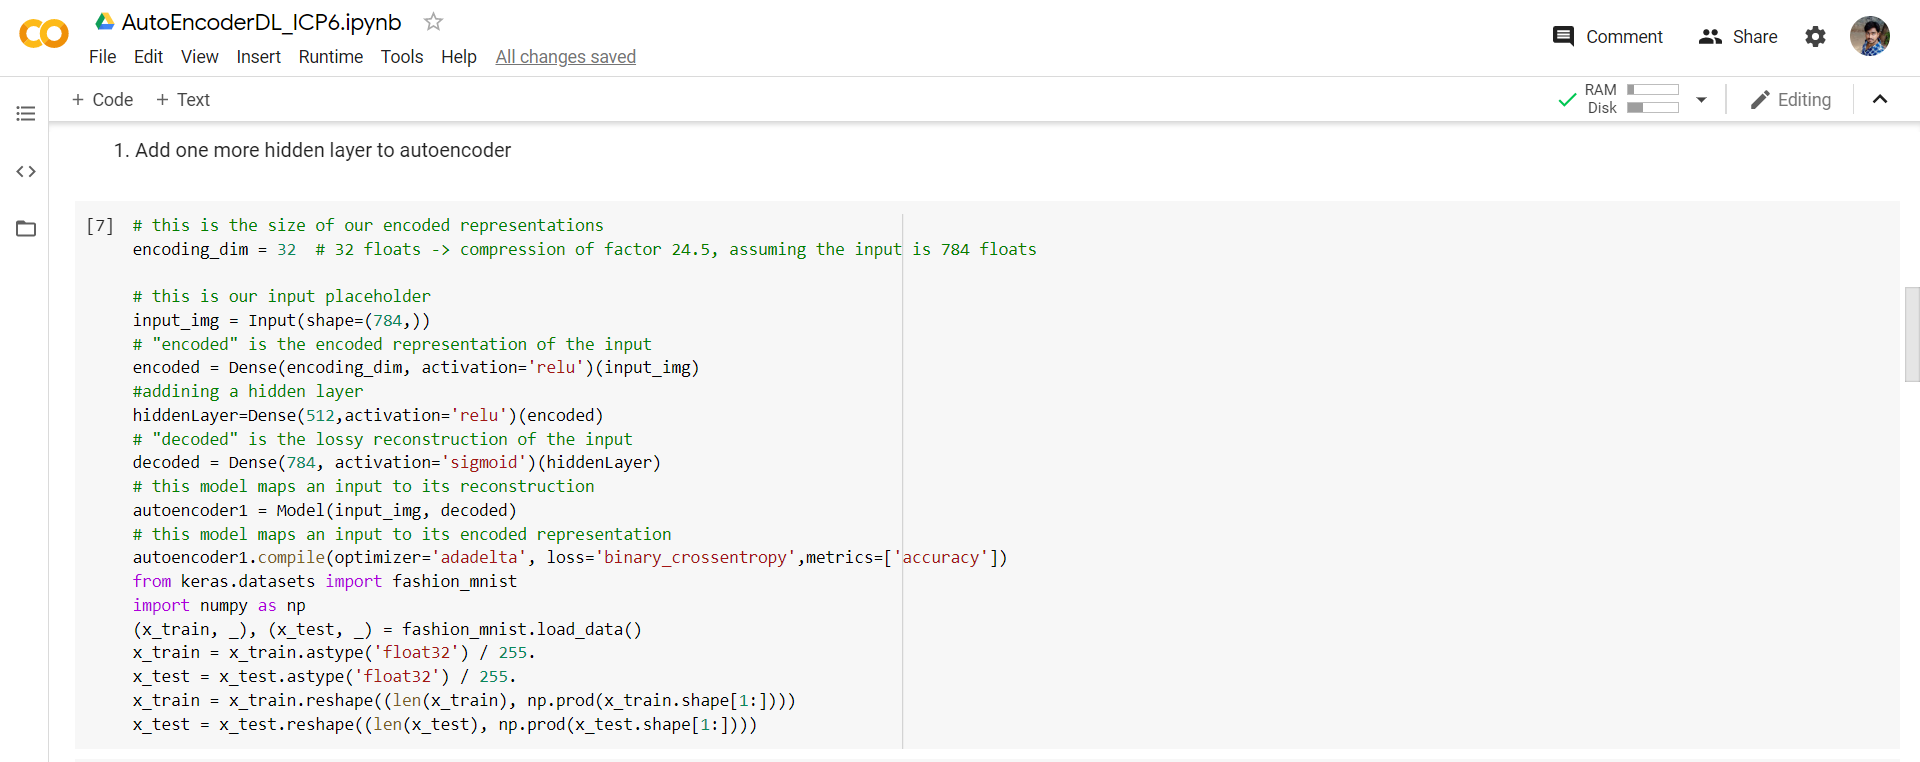 AutoEncoderDL_ICP6.ipynb
Comment
Share
File Edit View Insert Runtime Tools Help All changes saved
+ Code + Text
RAM
Disk
Editing
1. Add one more hidden layer to autoencoder
[7] # this is the size of our encoded representations
encoding_dim = 32  # 32 floats -> compression of factor 24.5, assuming the input is 784 floats
# this is our input placeholder
input_img = Input(shape=(784,))
# "encoded" is the encoded representation of the input
encoded = Dense(encoding_dim, activation='relu')(input_img)
#addining a hidden layer
hiddenLayer=Dense(512,activation='relu')(encoded)
# "decoded" is the lossy reconstruction of the input
decoded = Dense(784, activation='sigmoid')(hiddenLayer)
# this model maps an input to its reconstruction
autoencoder1 = Model(input_img, decoded)
# this model maps an input to its encoded representation
autoencoder1.compile(optimizer='adadelta', loss='binary_crossentropy',metrics=['accuracy'])
from keras.datasets import fashion_mnist
import numpy as np
(x_train, _), (x_test, _) = fashion_mnist.load_data()
x_train = x_train.astype('float32') / 255.
x_test = x_test.astype('float32') / 255.
x_train = x_train.reshape((len(x_train), np.prod(x_train.shape[1:])))
x_test = x_test.reshape((len(x_test), np.prod(x_test.shape[1:])))